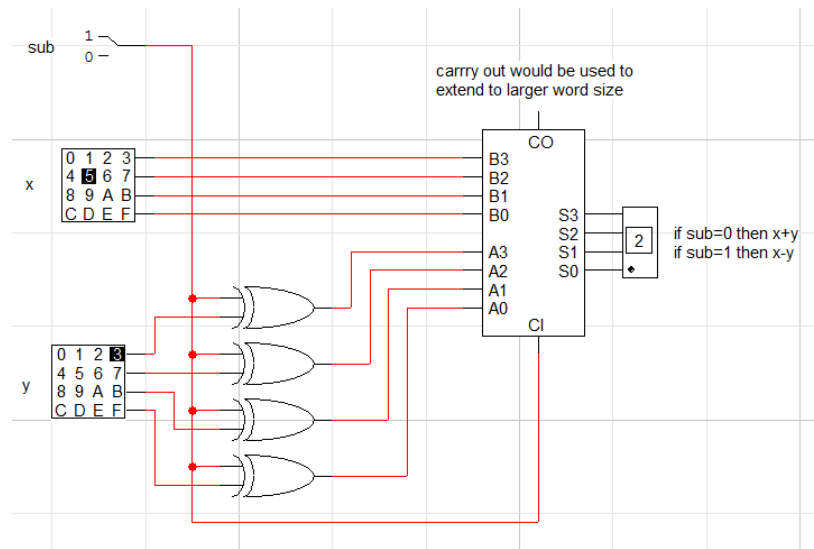 sub
1
0
carrry out would be used to
extend to larger word size
CO
x
0 1 2 3
4 5 6 7
8 9 A B
C D E F
B3
B2
B1
B0
A3
A2
A1
A0
S3
S2
S1
S0
CI
2
if sub=0 then x+y
if sub=1 then x-y
y
0 1 2 3
4 5 6 7
8 9 A B
C D E F